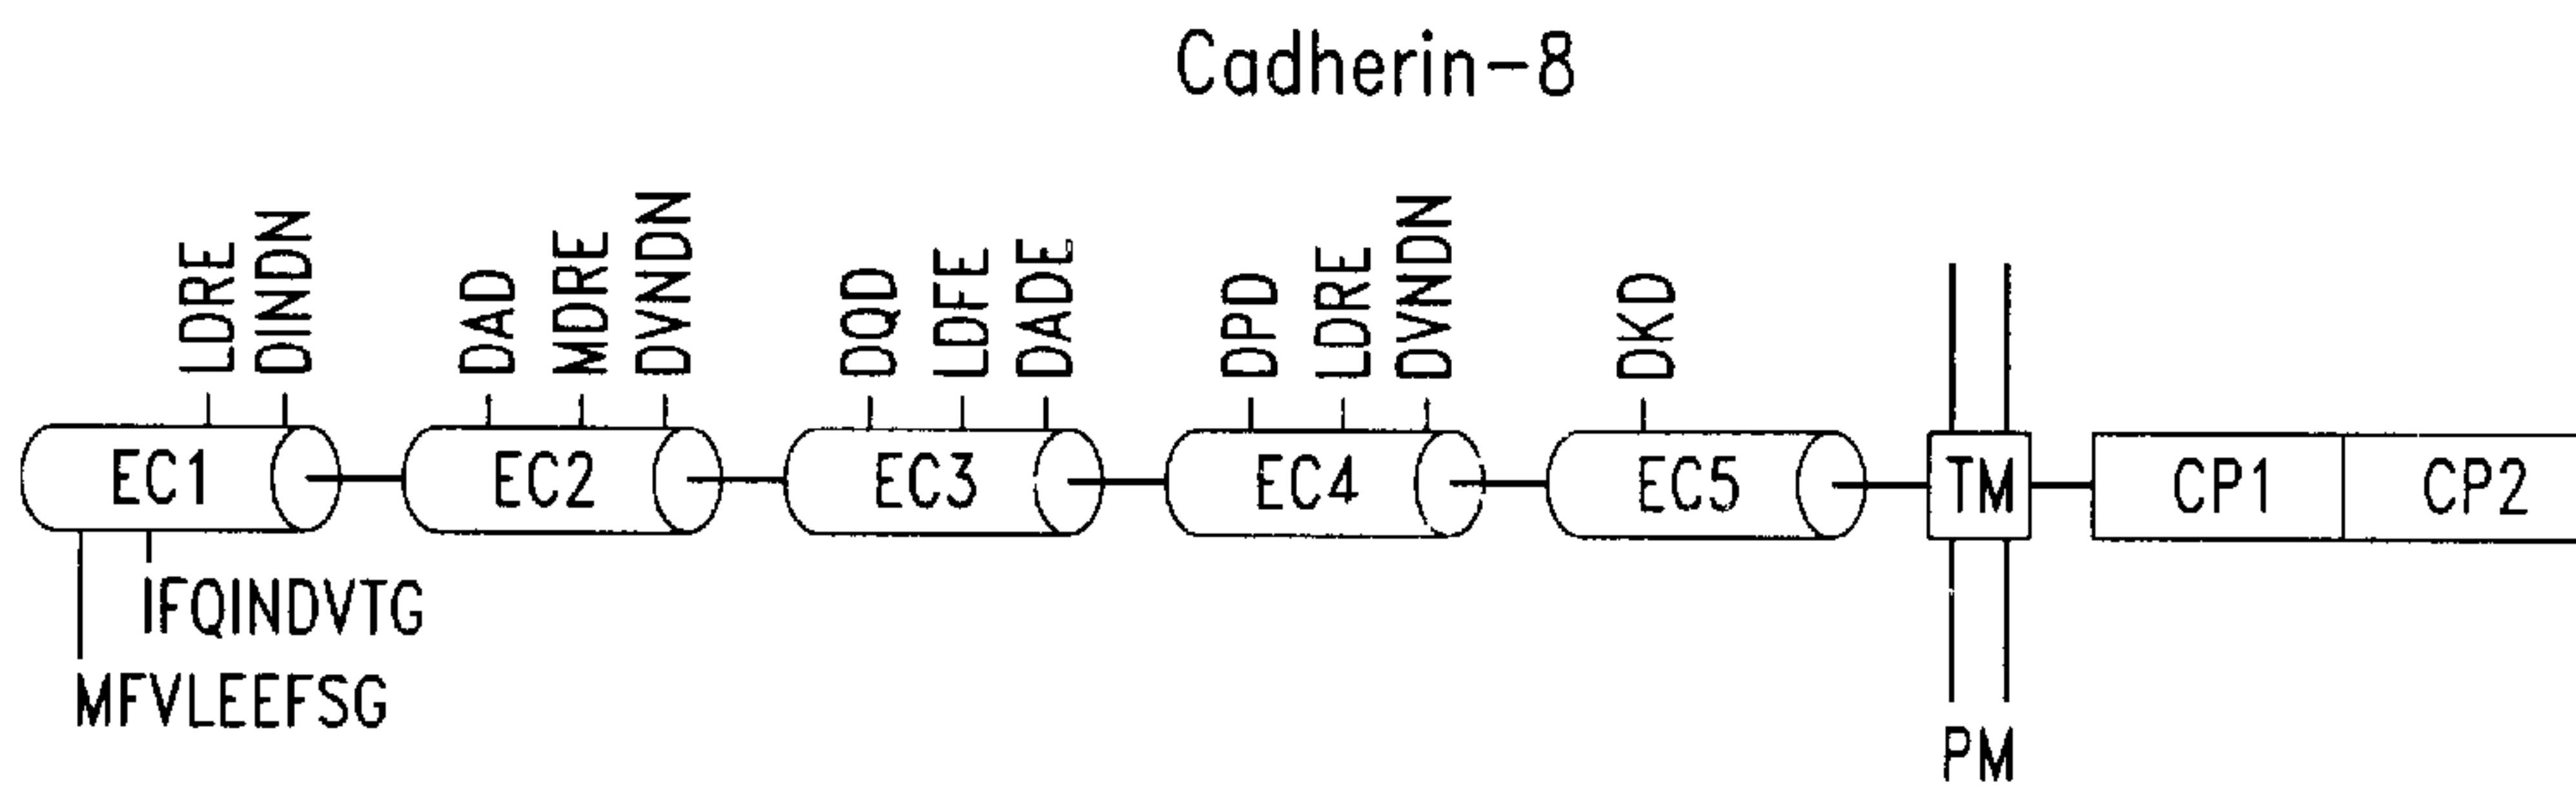 Cadherin-8
LDRE
DINDN
DAD
MDRE
DVNDN
DQD
LDFE
DADE
DPD
LDRE
DVNDN
DKD
EC1
EC2
EC3
EC4
EC5
TM
CP1
CP2
IFQINDVTG
MFVLEEFSG
PM